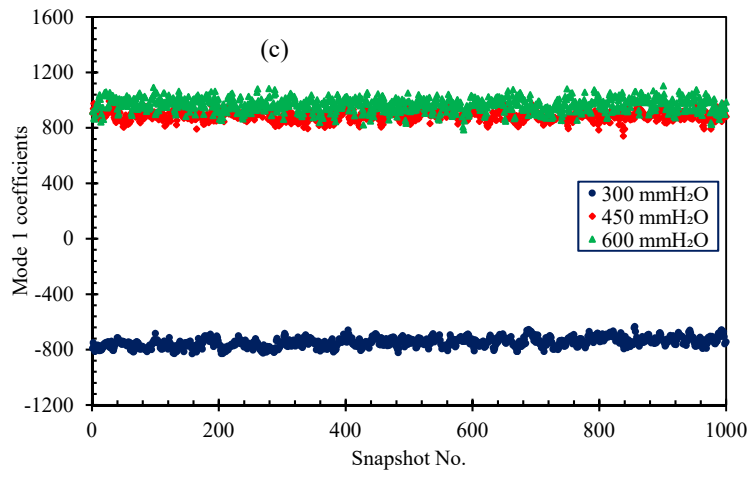 1600
1200
800
400
0
-400
-800
-1200
Mode 1 coefficients
(c)
300 mmH₂O
450 mmH₂O
600 mmH₂O
0 200 400 600 800 1000
Snapshot No.